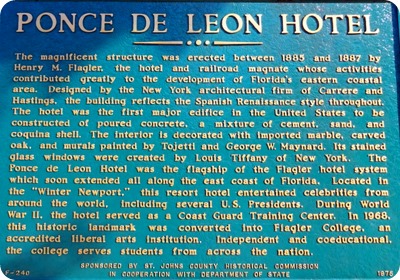 PONCE DE LEON HOTEL
The magnificent structure was erected between 1885 and 1887 by
Henry M. Flagler, the hotel and railroad magnate whose activities
contributed greatly to the development of Florida's eastern coastal
area. Designed by the New York architectural firm of Carrere and
Hastings, the building reflects the Spanish Renaissance style throughout.
The hotel was the first major edifice in the United States to be
constructed of poured concrete, a mixture of cement, sand, and
coquina shell. The interior is decorated with imported marble, carved
oak, and murals painted by Tojetti and George W. Maynard. Its stained
glass windows were created by Louis Tiffany of New York. The
Ponce de Leon Hotel was the flagship of the Flagler hotel system
which soon extended all along the east coast of Florida. Located in
the "Winter Newport," this resort hotel entertained celebrities from
around the world, including several U.S. Presidents. During World
War II, the hotel served as a Coast Guard Training Center. In 1968,
this historic landmark was converted into Flagler College, an
accredited liberal arts institution. Independent and coeducational,
the college serves students from across the nation.
SPONSORED BY ST. JOHNS COUNTY HISTORICAL COMMISSION
F-240 IN COOPERATION WITH DEPARTMENT OF STATE 1975